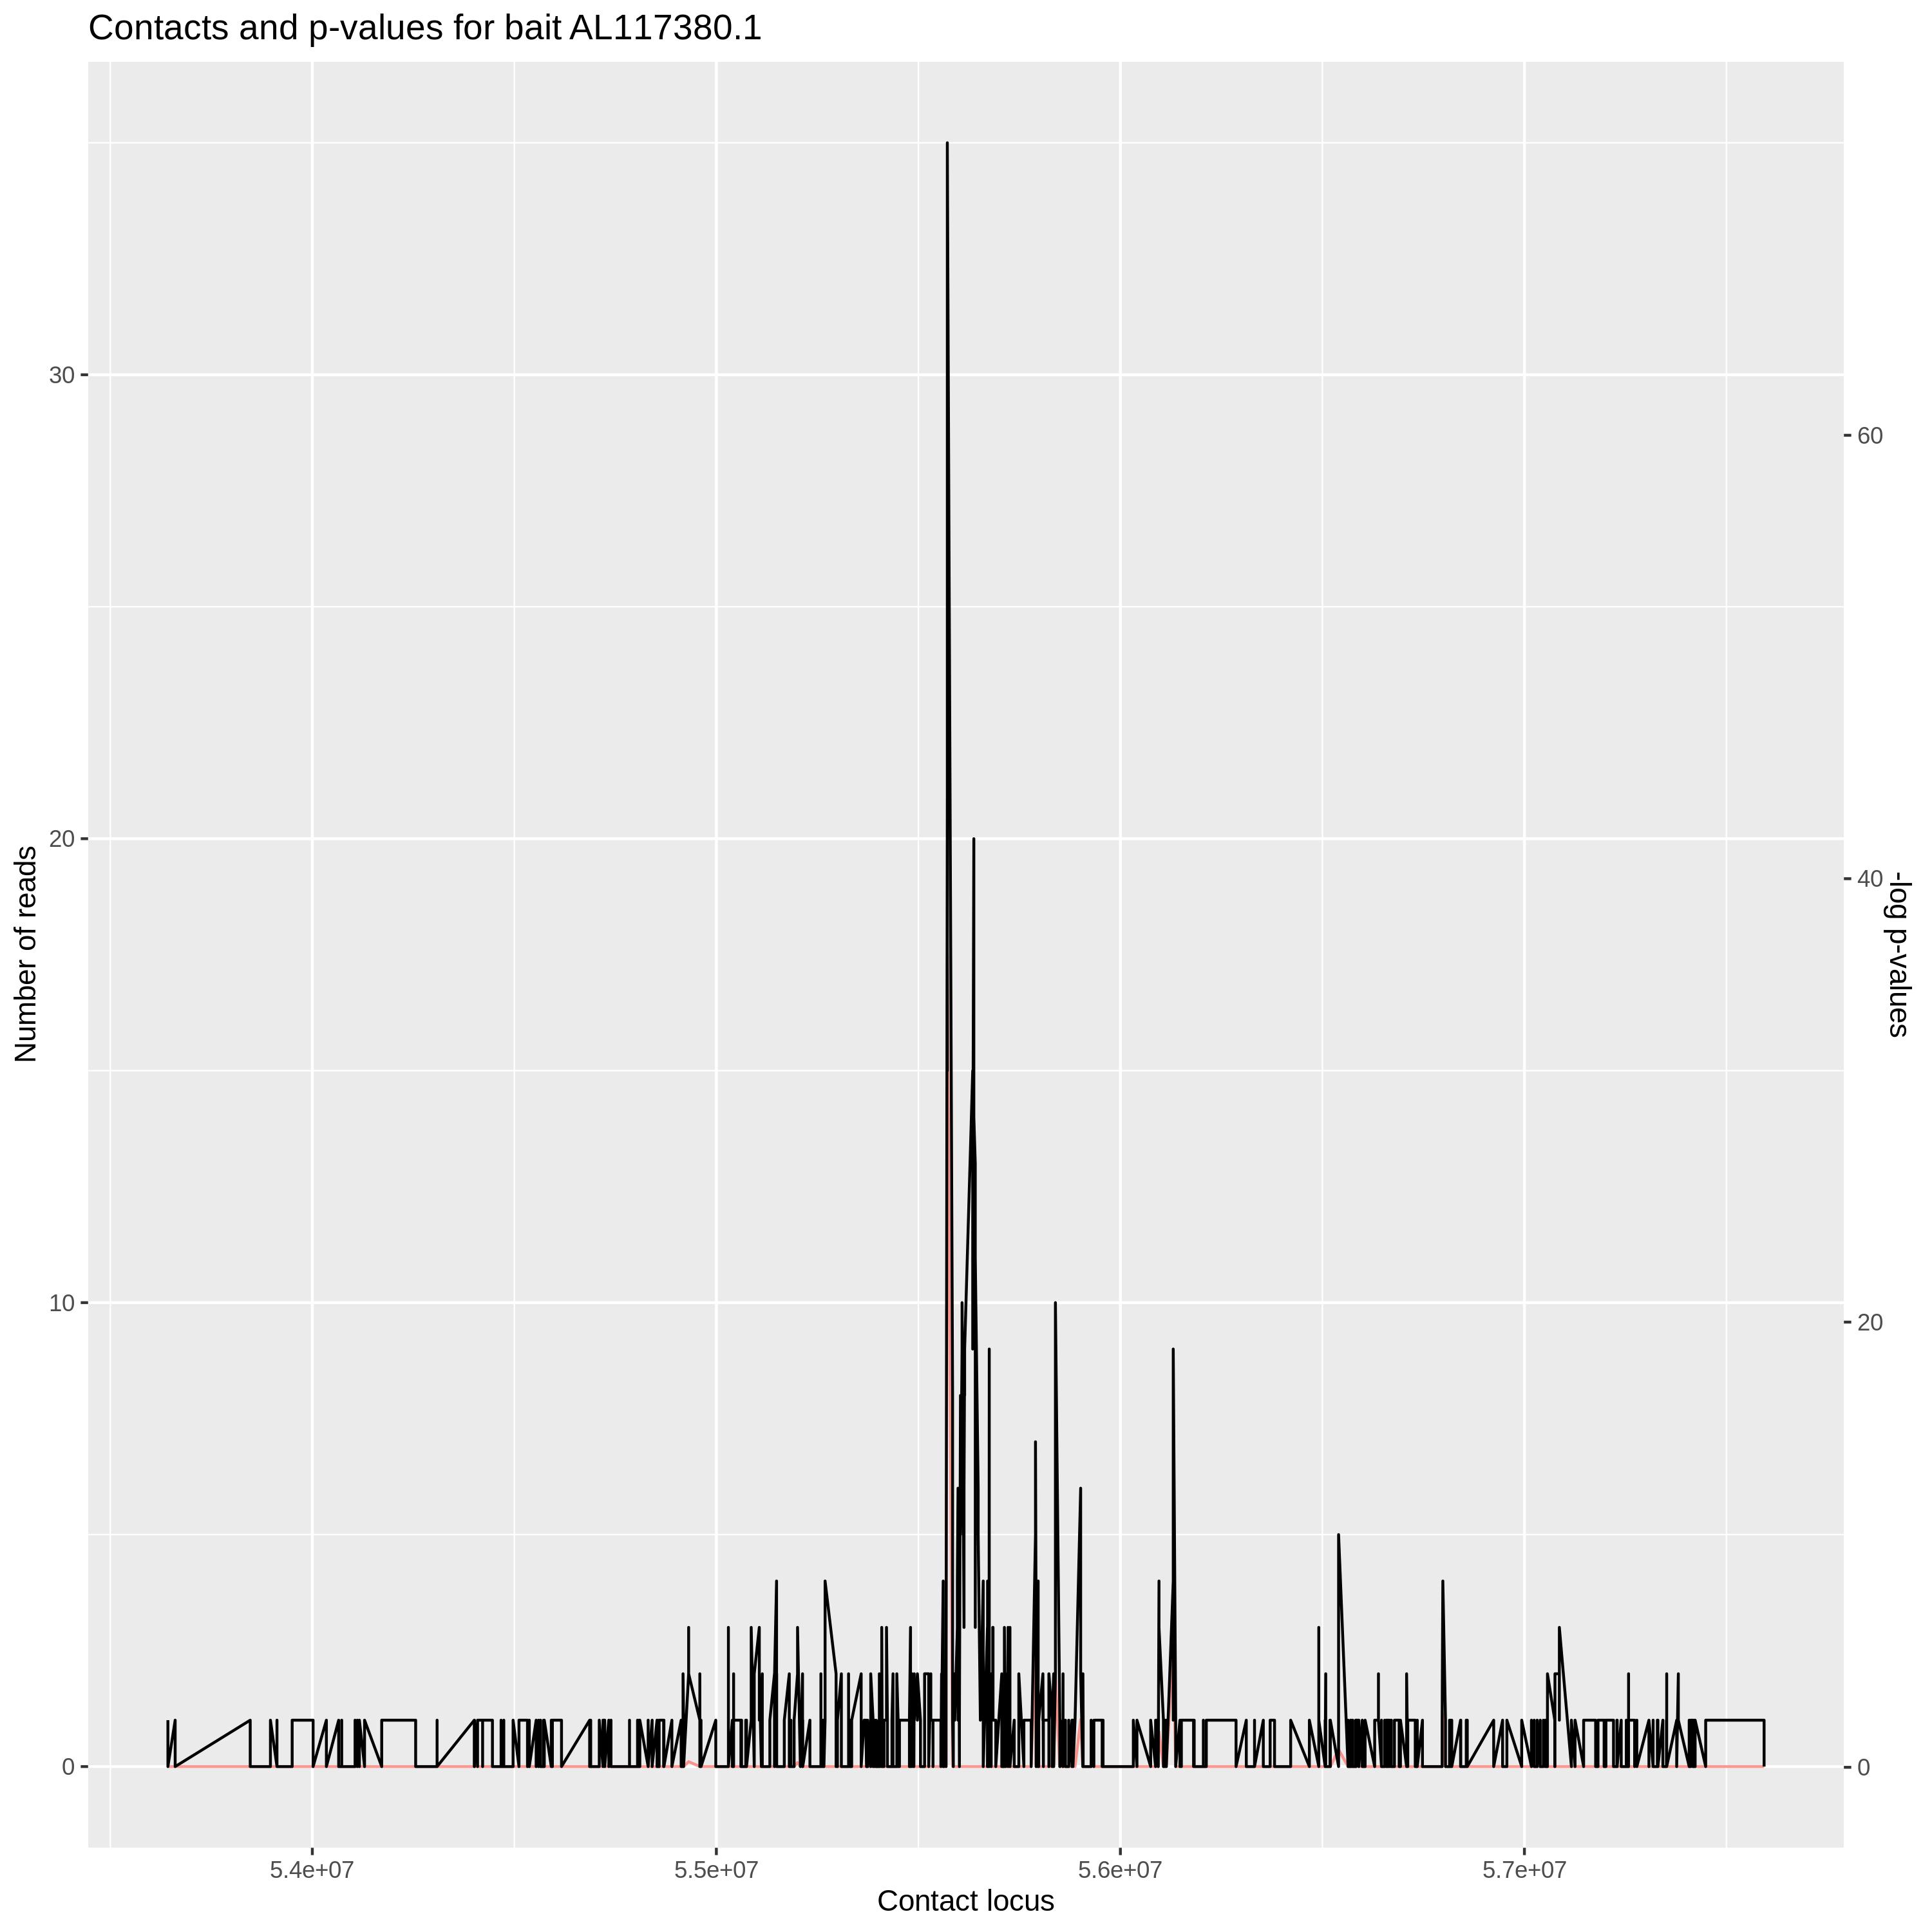 Contacts and p-values for bait AL117380.1
30
20
10
0
Number of reads
60
40
20
0
-log p-values
5.4e+07
5.5e+07
5.6e+07
5.7e+07
Contact locus